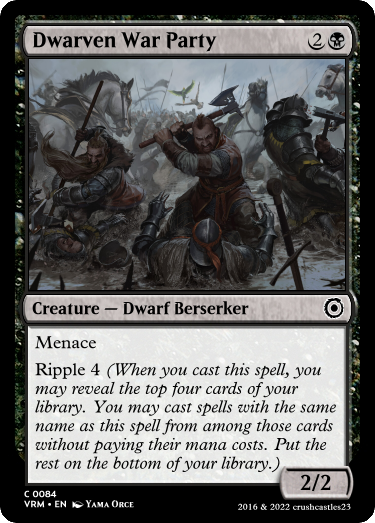 Dwarven War Party 2
Creature — Dwarf Berserker
Menace
Ripple 4 (When you cast this spell, you
may reveal the top four cards of your
library. You may cast spells with the same
name as this spell from among those cards
without paying their mana costs. Put the
rest on the bottom of your library.)
2/2
C 0084
VRM • EN Yama Orce
2016 & 2022 crushcastles23